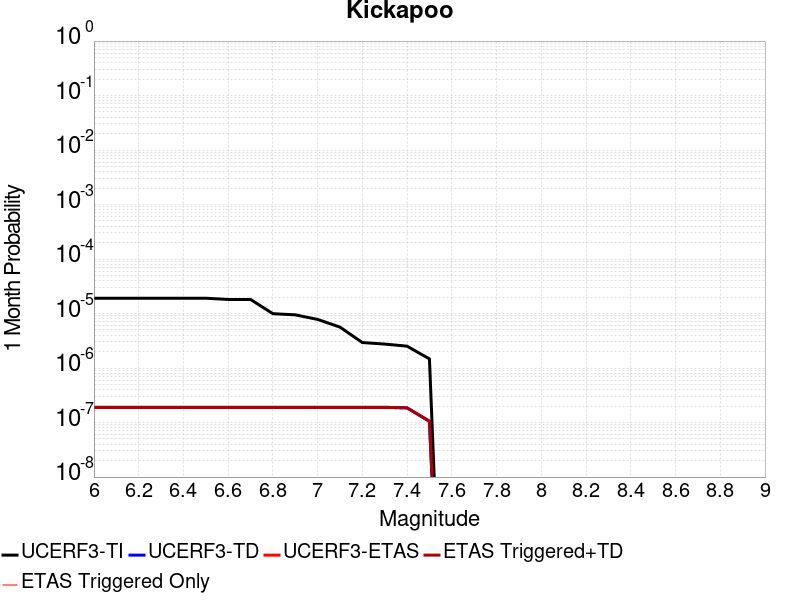 Kickapoo
1 Month Probability
10^0
10^-1
10^-2
10^-3
10^-4
10^-5
10^-6
10^-7
10^-8
6 6.2 6.4 6.6 6.8 7 7.2 7.4 7.6 7.8 8 8.2 8.4 8.6 8.8 9
Magnitude
UCERF3-TI UCERF3-TD UCERF3-ETAS ETAS Triggered+TD
ETAS Triggered Only